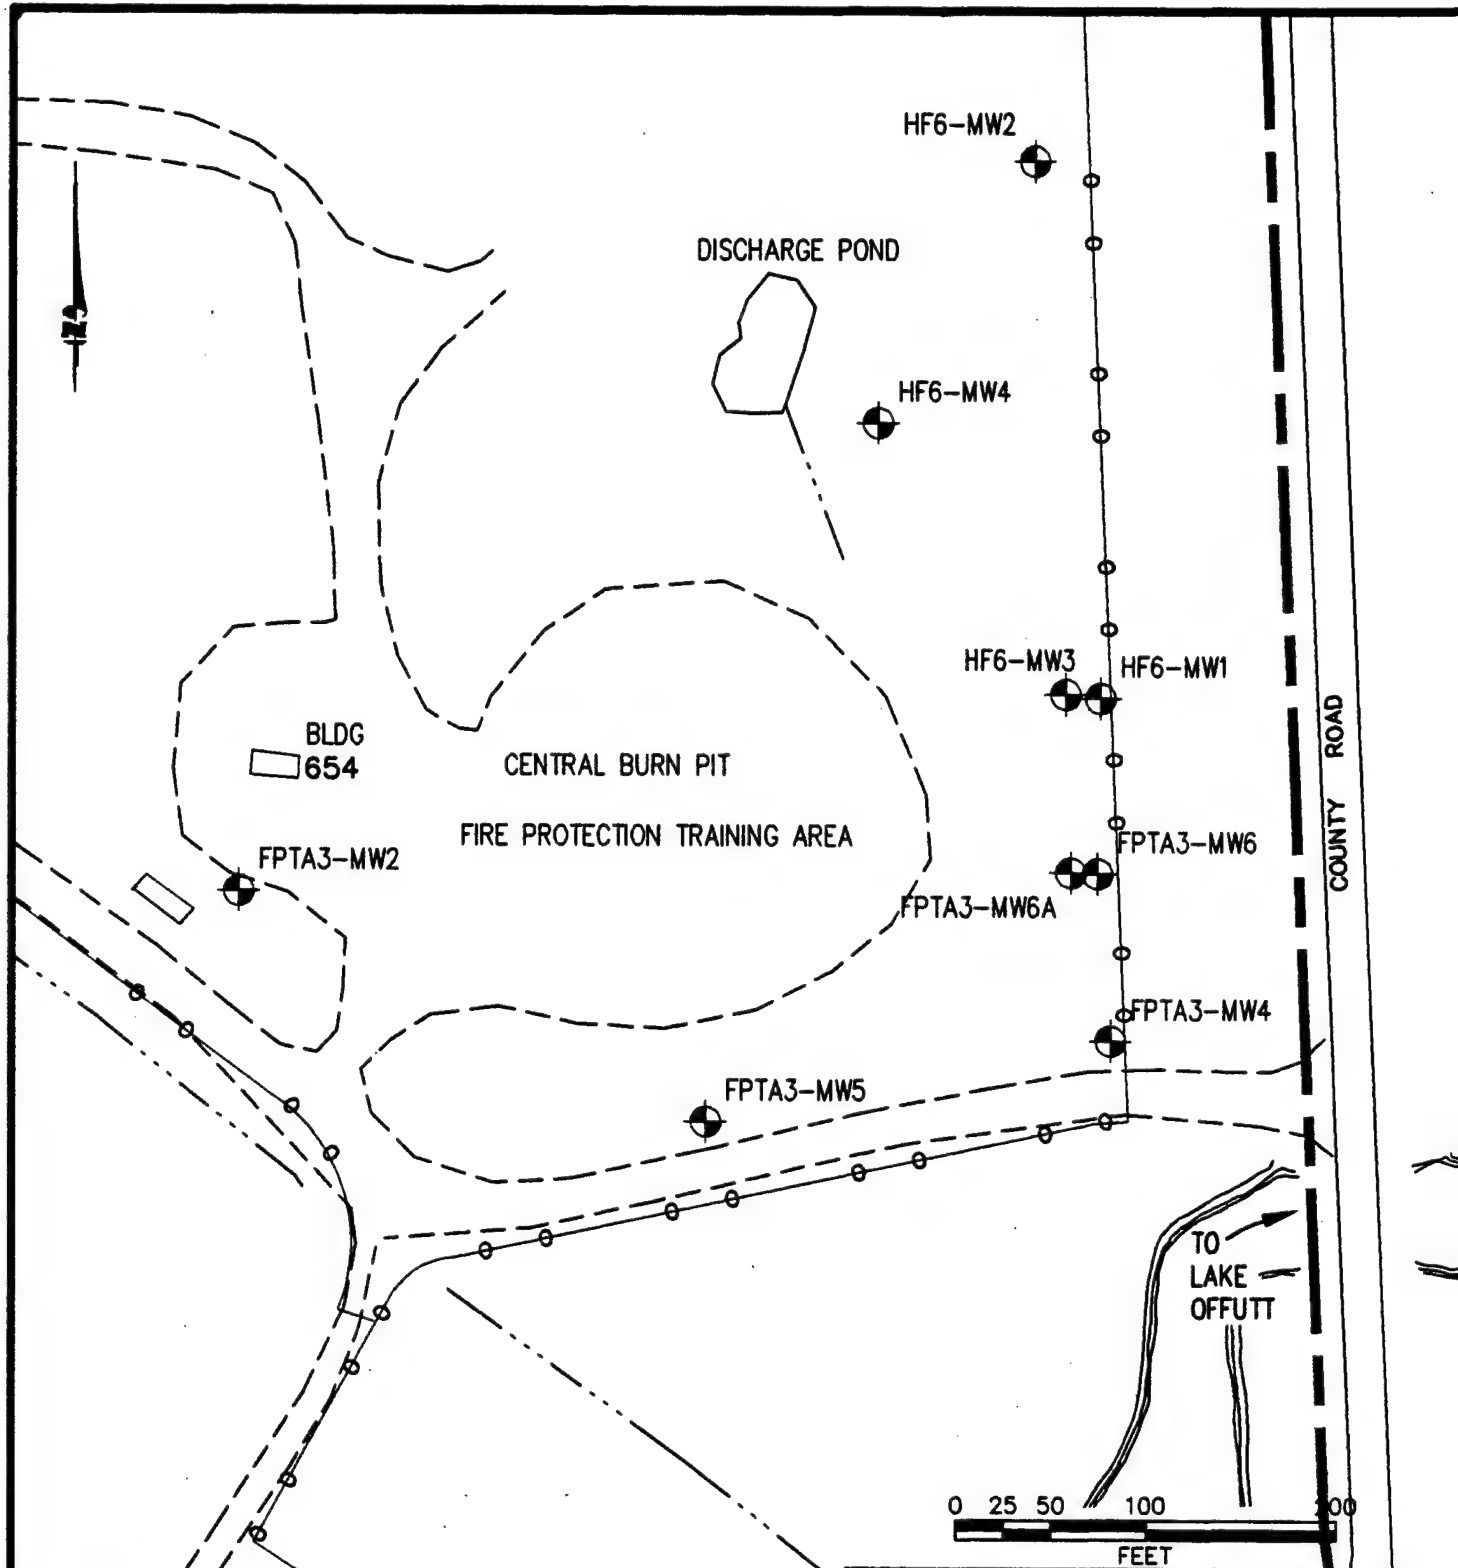 HF6-MW2
DISCHARGE POND
HF6-MW4
HF6-MW3
HF6-MW1
BLDG
654
CENTRAL BURN PIT
FIRE PROTECTION TRAINING AREA
COUNTY ROAD
FPTA3-MW2
FPTA3-MW6
FPTA3-MW6A
FPTA3-MW4
FPTA3-MW5
TO
LAKE
OFFUTT
0 25 50 100 200
FEET